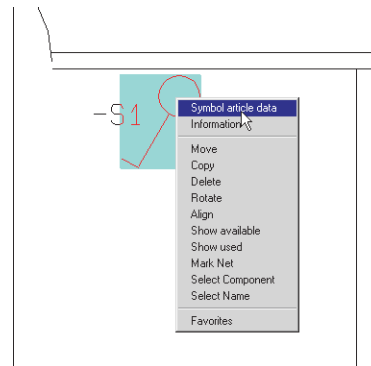 -S1
Symbol article data
Information
Move
Copy
Delete
Rotate
Align
Show available
Show used
Mark Net
Select Component
Select Name
Favorites